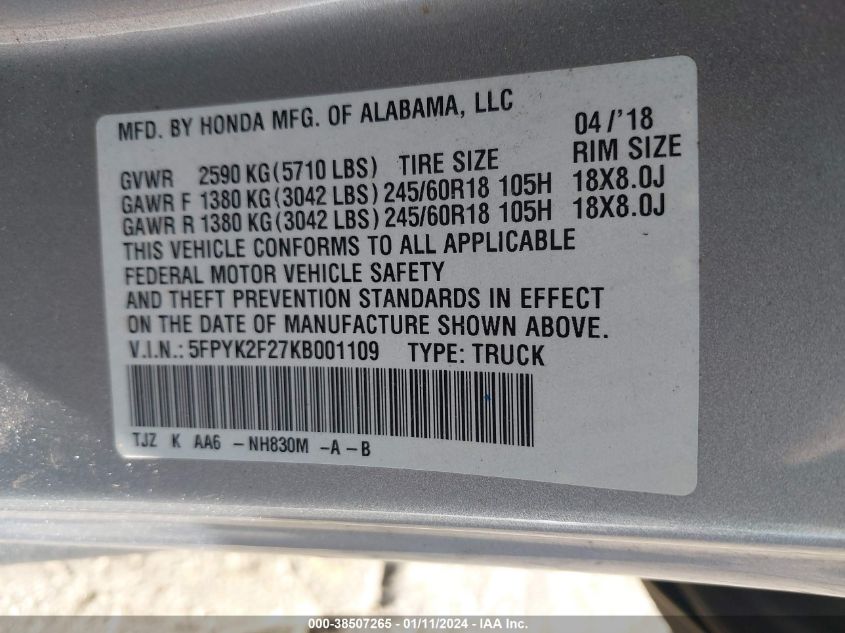 MFD. BY HONDA MFG. OF ALABAMA, LLC 04/'18
GVWR 2590 KG(5710 LBS) TIRE SIZE RIM SIZE
GAWR F 1380 KG(3042 LBS) 245/60R18 105H 18X8.0J
GAWR R 1380 KG(3042 LBS) 245/60R18 105H 18X8.0J
THIS VEHICLE CONFORMS TO ALL APPLICABLE
FEDERAL MOTOR VEHICLE SAFETY
AND THEFT PREVENTION STANDARDS IN EFFECT
ON THE DATE OF MANUFACTURE SHOWN ABOVE.
V.I.N.: 5FPYK2F27KB001109 TYPE: TRUCK
TJZ K AA6 - NH830M -A-B
000-38507265 - 01/11/2024 - IAA Inc.